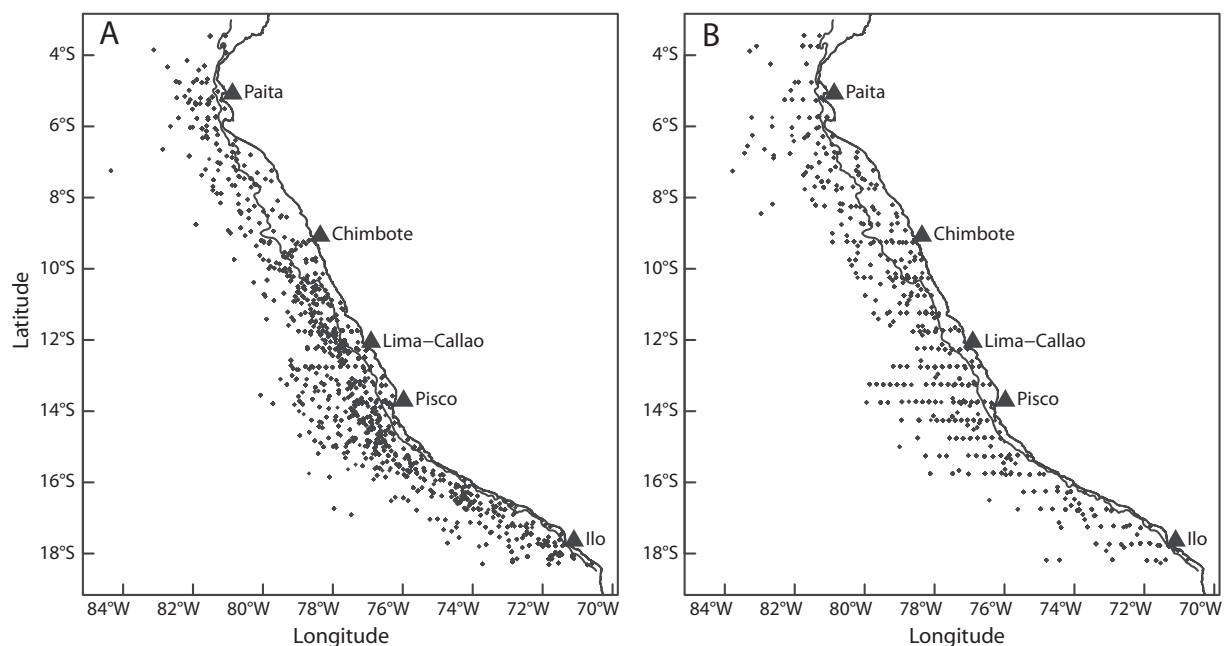 A
B
4°S
6°S
8°S
10°S
12°S
14°S
16°S
18°S
Latitude
Paita
Chimbote
Lima−Callao
Pisco
Ilo
84°W 82°W 80°W 78°W 76°W 74°W 72°W 70°W
Longitude
4°S
6°S
8°S
10°S
12°S
14°S
16°S
18°S
Paita
Chimbote
Lima−Callao
Pisco
Ilo
84°W 82°W 80°W 78°W 76°W 74°W 72°W 70°W
Longitude